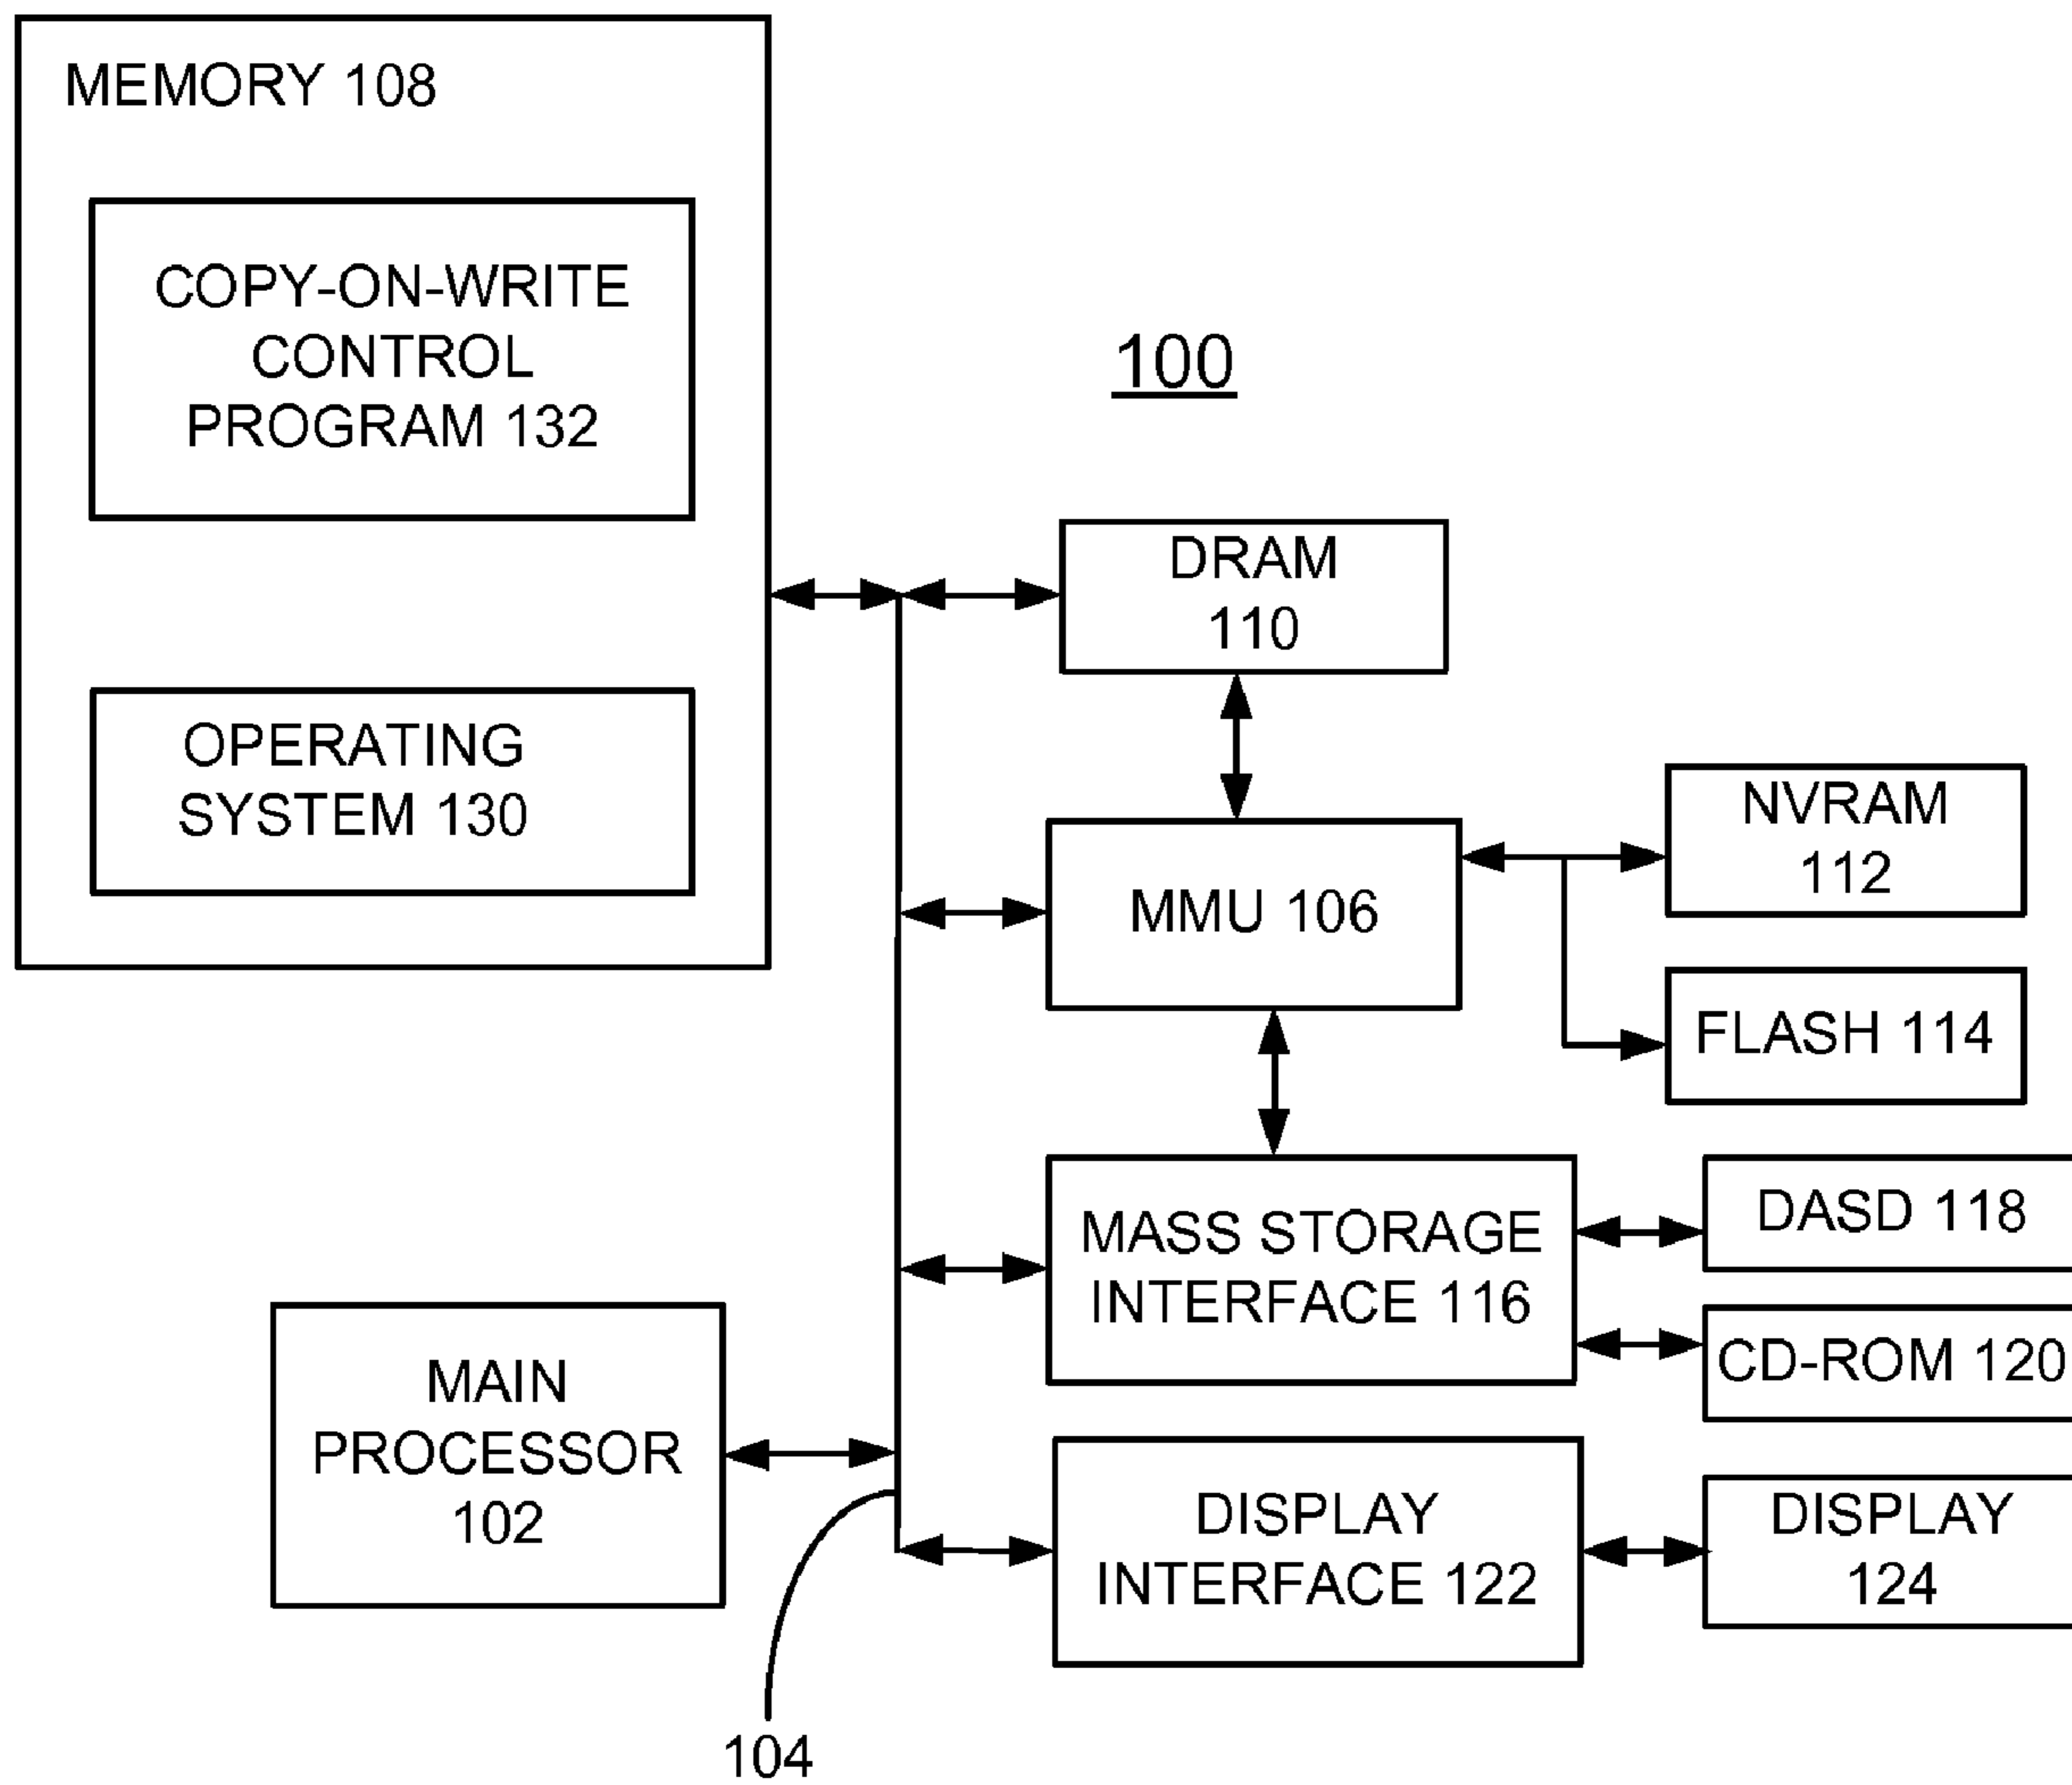 MEMORY 108
COPY-ON-WRITE
CONTROL
PROGRAM 132
OPERATING
SYSTEM 130
100
DRAM
110
MMU 106
NVRAM
112
FLASH 114
MASS STORAGE
INTERFACE 116
DASD 118
CD-ROM 120
MAIN
PROCESSOR
102
DISPLAY
INTERFACE 122
DISPLAY
124
104